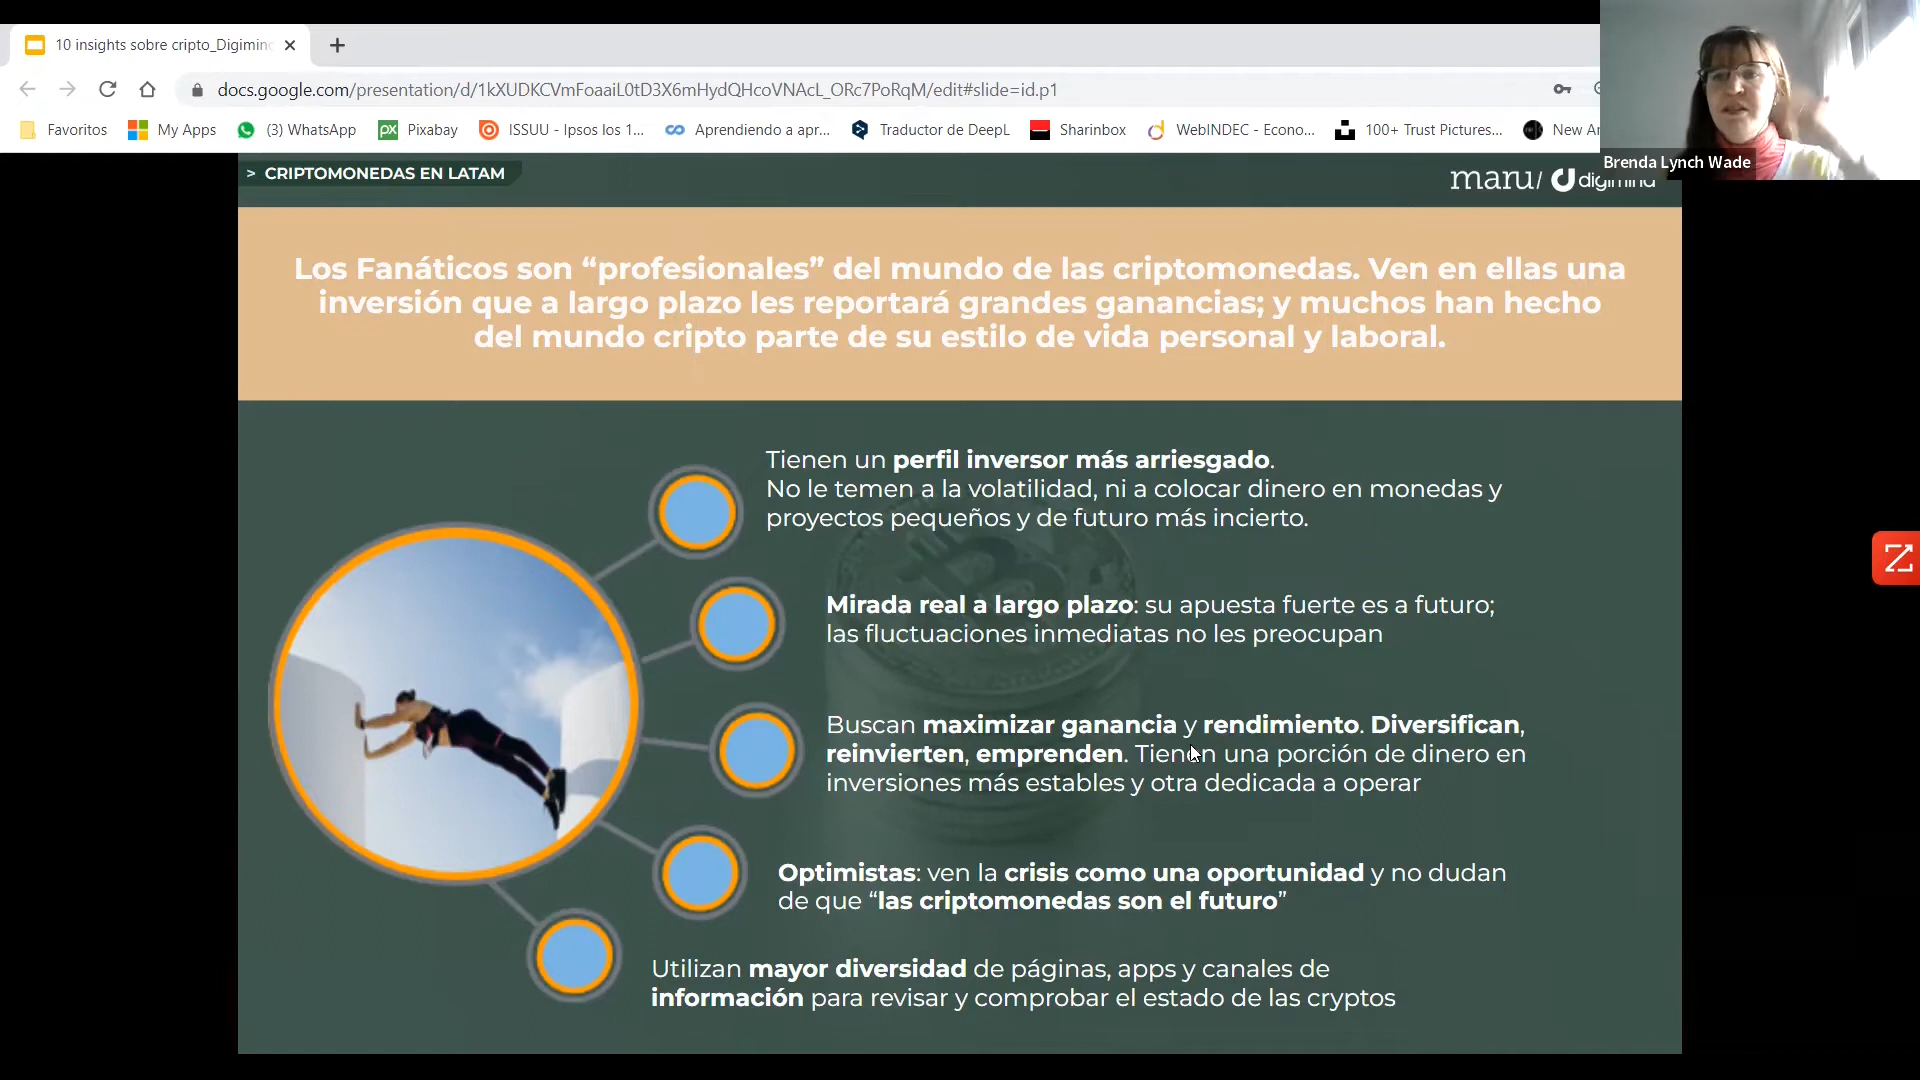 10 insights sobre cripto_Digimind
docs.google.com/presentation/d/1kXUDKCVmFoaaiL0tD3X6mHydQHcoVNAcL_ORc7PoRqM/edit#slide=id.p1
Favoritos My Apps (3) WhatsApp px Pixabay ISSUU - Ipsos los 1... Aprendiendo a apr... Traductor de DeepL Sharinbox WebINDEC - Econo... 100+ Trust Pictures... New Ar
Brenda Lynch Wade
> CRIPTOMONEDAS EN LATAM
maru/ digimind
Los Fanáticos son “profesionales” del mundo de las criptomonedas. Ven en ellas una
inversión que a largo plazo les reportará grandes ganancias; y muchos han hecho
del mundo cripto parte de su estilo de vida personal y laboral.
Tienen un perfil inversor más arriesgado.
No le temen a la volatilidad, ni a colocar dinero en monedas y
proyectos pequeños y de futuro más incierto.
Mirada real a largo plazo: su apuesta fuerte es a futuro;
las fluctuaciones inmediatas no les preocupan
Buscan maximizar ganancia y rendimiento. Diversifican,
reinvierten, emprenden. Tienen una porción de dinero en
inversiones más estables y otra dedicada a operar
Optimistas: ven la crisis como una oportunidad y no dudan
de que “las criptomonedas son el futuro”
Utilizan mayor diversidad de páginas, apps y canales de
información para revisar y comprobar el estado de las cryptos